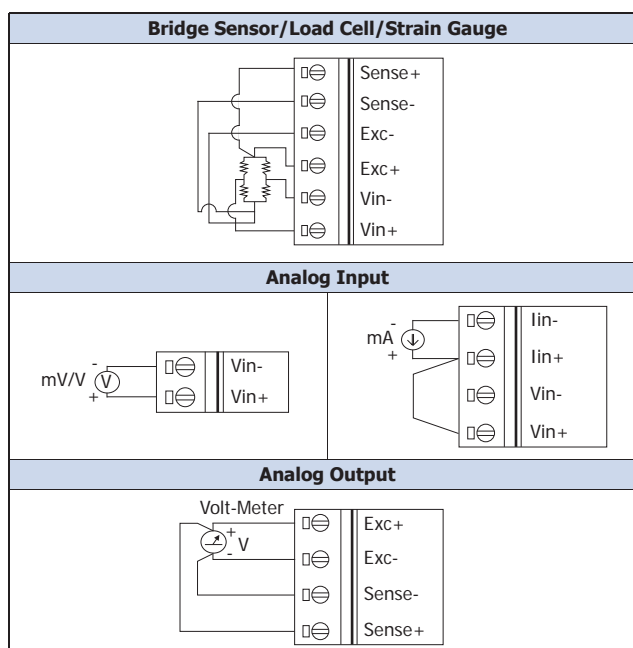 Bridge Sensor/Load Cell/Strain Gauge
Sense+
Sense-
Exc-
Exc+
Vin-
Vin+
Analog Input
mV/V
-
V
+
Vin-
Vin+
mA
-
+
Iin-
Iin+
Vin-
Vin+
Analog Output
Volt-Meter
+
V
-
Exc+
Exc-
Sense-
Sense+